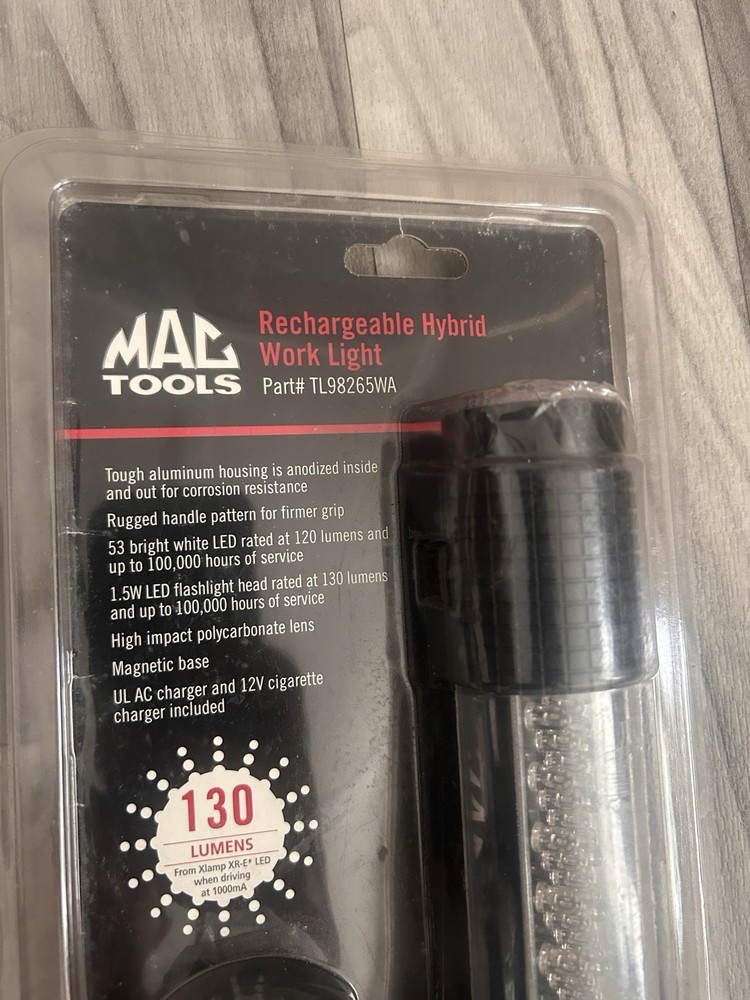 MAC
TOOLS
Rechargeable Hybrid
Work Light
Part# TL98265WA
Tough aluminum housing is anodized inside
and out for corrosion resistance
Rugged handle pattern for firmer grip
53 bright white LED rated at 120 lumens and
up to 100,000 hours of service
1.5W LED flashlight head rated at 130 lumens
and up to 100,000 hours of service
High impact polycarbonate lens
Magnetic base
UL AC charger and 12V cigarette
charger included
130
LUMENS
From Xlamp XR-E* LED
when driving
at 1000mA